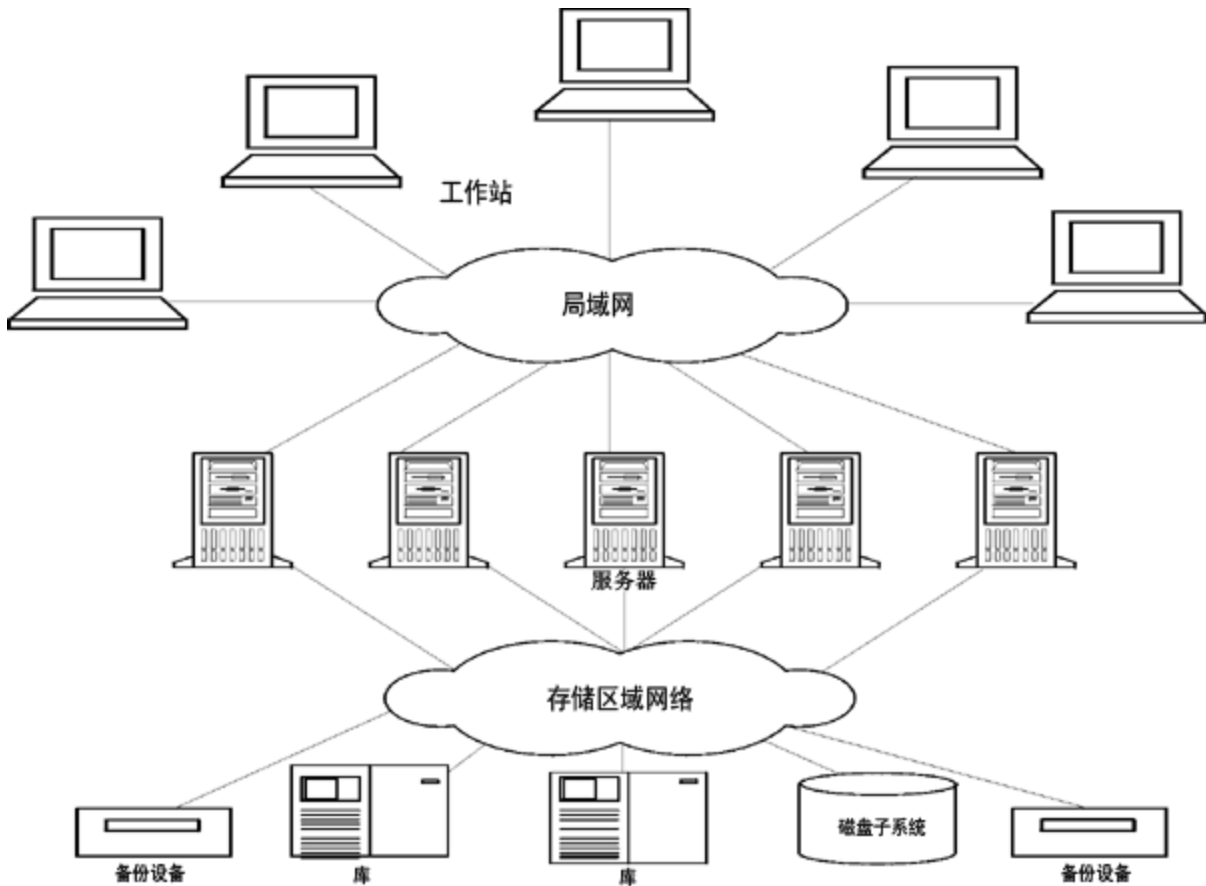 工作站
局域网
服务器
存储区域网络
磁盘子系统
备份设备
库
库
备份设备